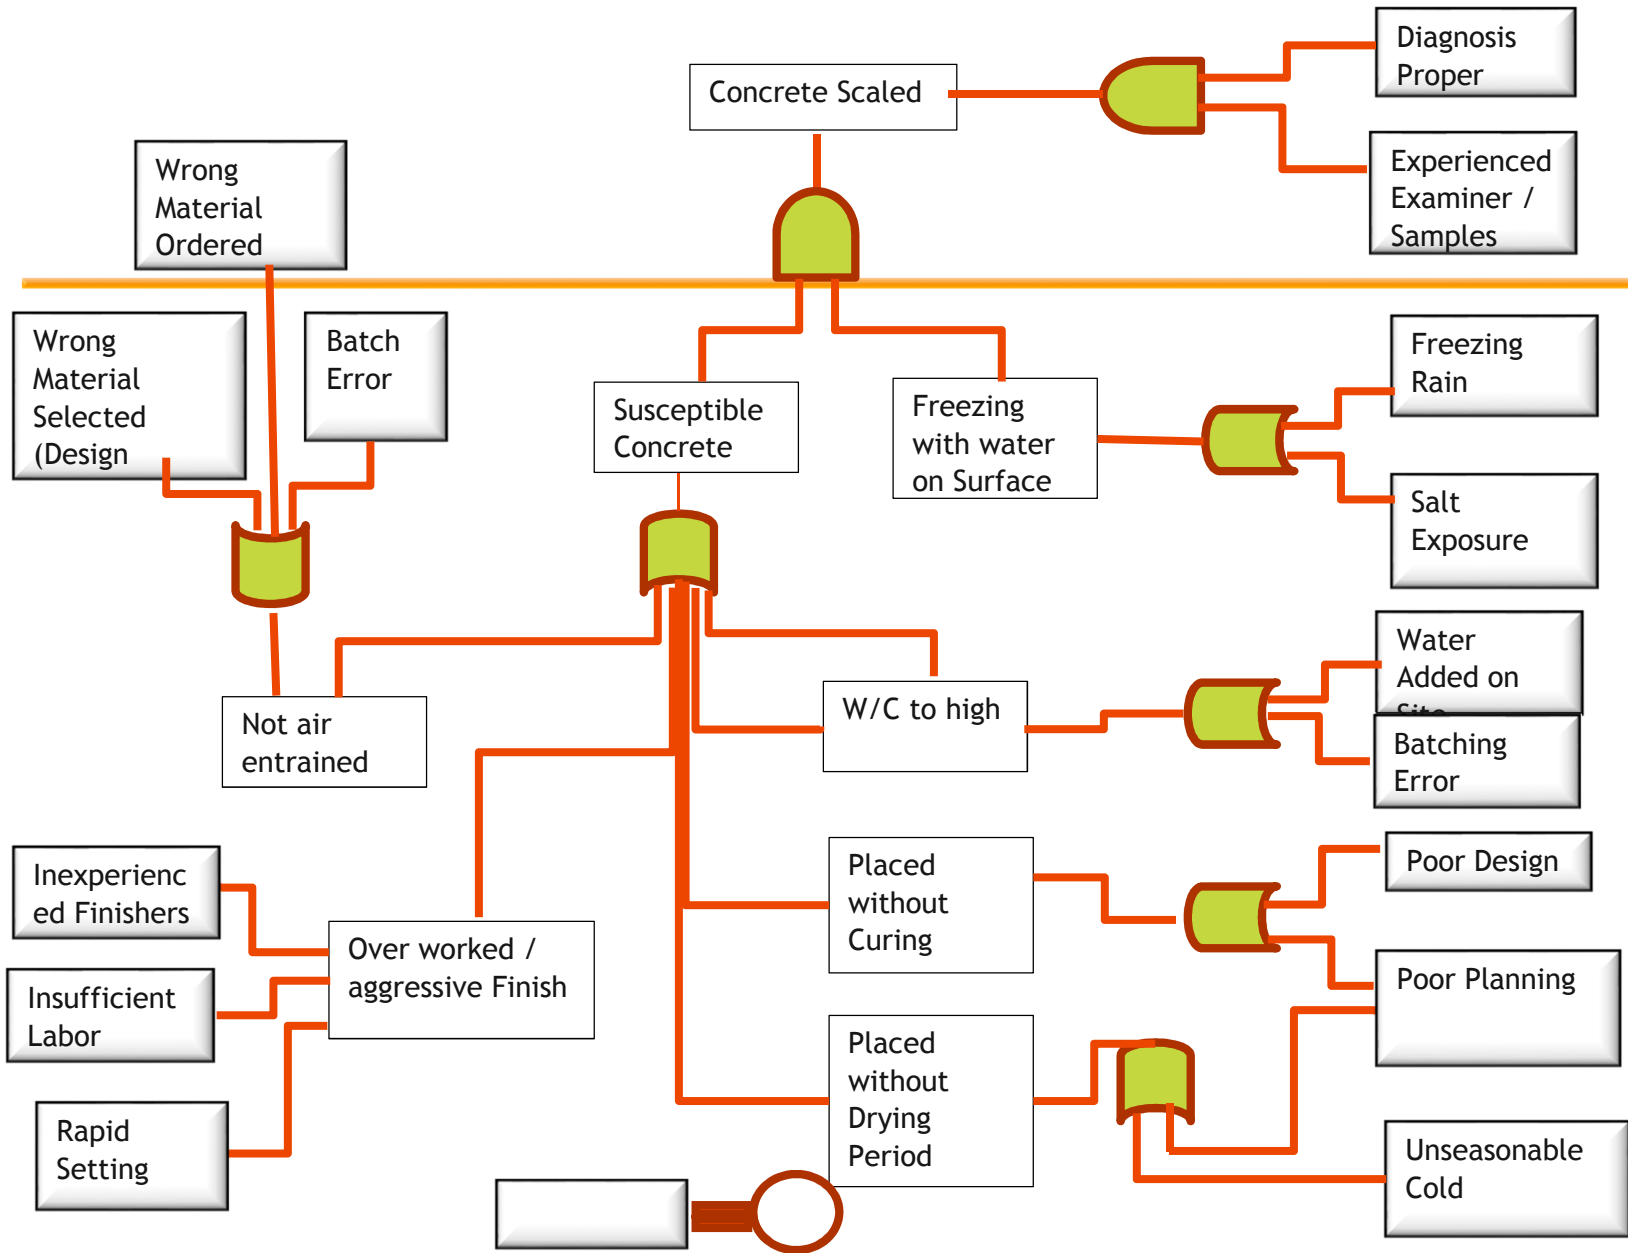 Diagnosis
Proper
Concrete Scaled
Experienced
Examiner /
Samples
Wrong
Material
Ordered
Wrong
Material
Selected
(Design
Batch
Error
Susceptible
Concrete
Freezing
with water
on Surface
Freezing
Rain
Salt
Exposure
Water
Added on
Site
W/C to high
Not air
entrained
Batching
Error
Poor Design
Placed
without
Curing
Inexperienc
ed Finishers
Over worked /
aggressive Finish
Insufficient
Labor
Poor Planning
Placed
without
Drying
Period
Rapid
Setting
Unseasonable
Cold